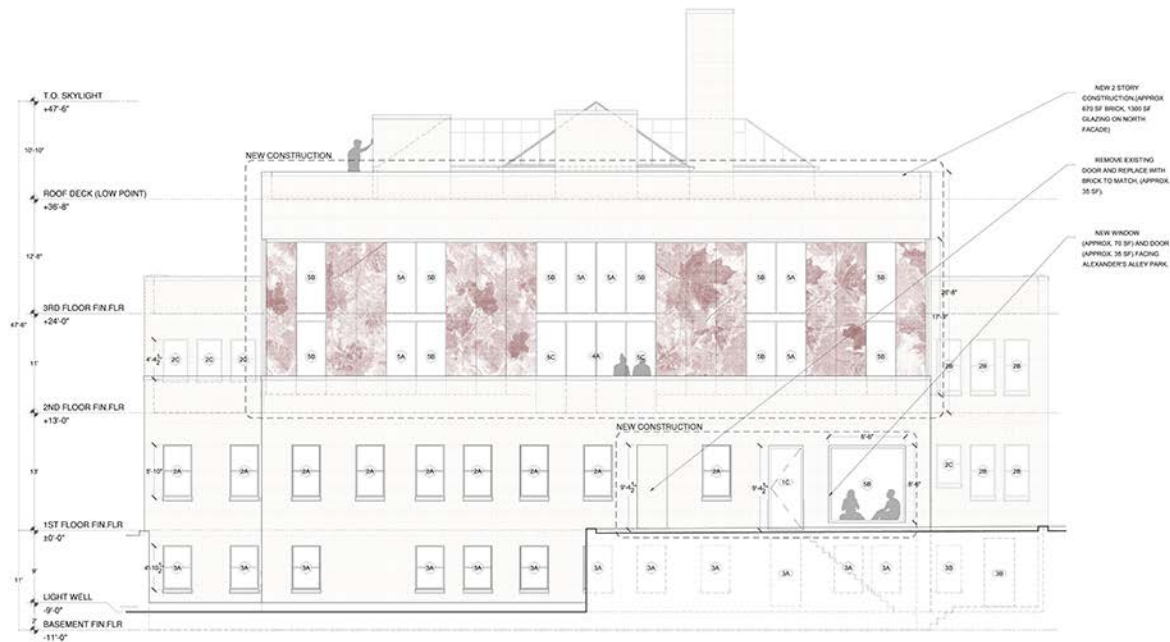 T.O. SKYLIGHT
+47'-6"
10'-10"
ROOF DECK (LOW POINT)
+36'-8"
12'-8"
3RD FLOOR FIN.FLR
+24'-0"
47'-6"
11'
2ND FLOOR FIN.FLR
+13'-0"
13'
1ST FLOOR FIN.FLR
±0'-0"
9'
11'
LIGHT WELL
-9'-0"
2'
BASEMENT FIN.FLR
-11'-0"
NEW CONSTRUCTION
5B 5A 5B 5B 5A 5A 5B 5B 5A 5B
5B 5A 5B 5C 4A 5C 5B 5A 5B
26'-8"
17'-9"
2C 2C 2C
2B 2B 2B
NEW CONSTRUCTION
5'-10"
2A 2A 2A 2A 2A 2A 2A 2A 2A
1C
5B
8'-6"
8'-6"
2C 2B 2B
3A 3A 3A 3A 3A 3A
3A 3A 3A 3A 3A 3A 3B 3B
NEW 2 STORY
CONSTRUCTION,(APPROX
670 SF BRICK, 1300 SF
GLAZING ON NORTH
FACADE)
REMOVE EXISTING
DOOR AND REPLACE WITH
BRICK TO MATCH, (APPROX.
35 SF).
NEW WINDOW
(APPROX. 70 SF) AND DOOR
(APPROX. 35 SF) FACING
ALEXANDER'S ALLEY PARK.